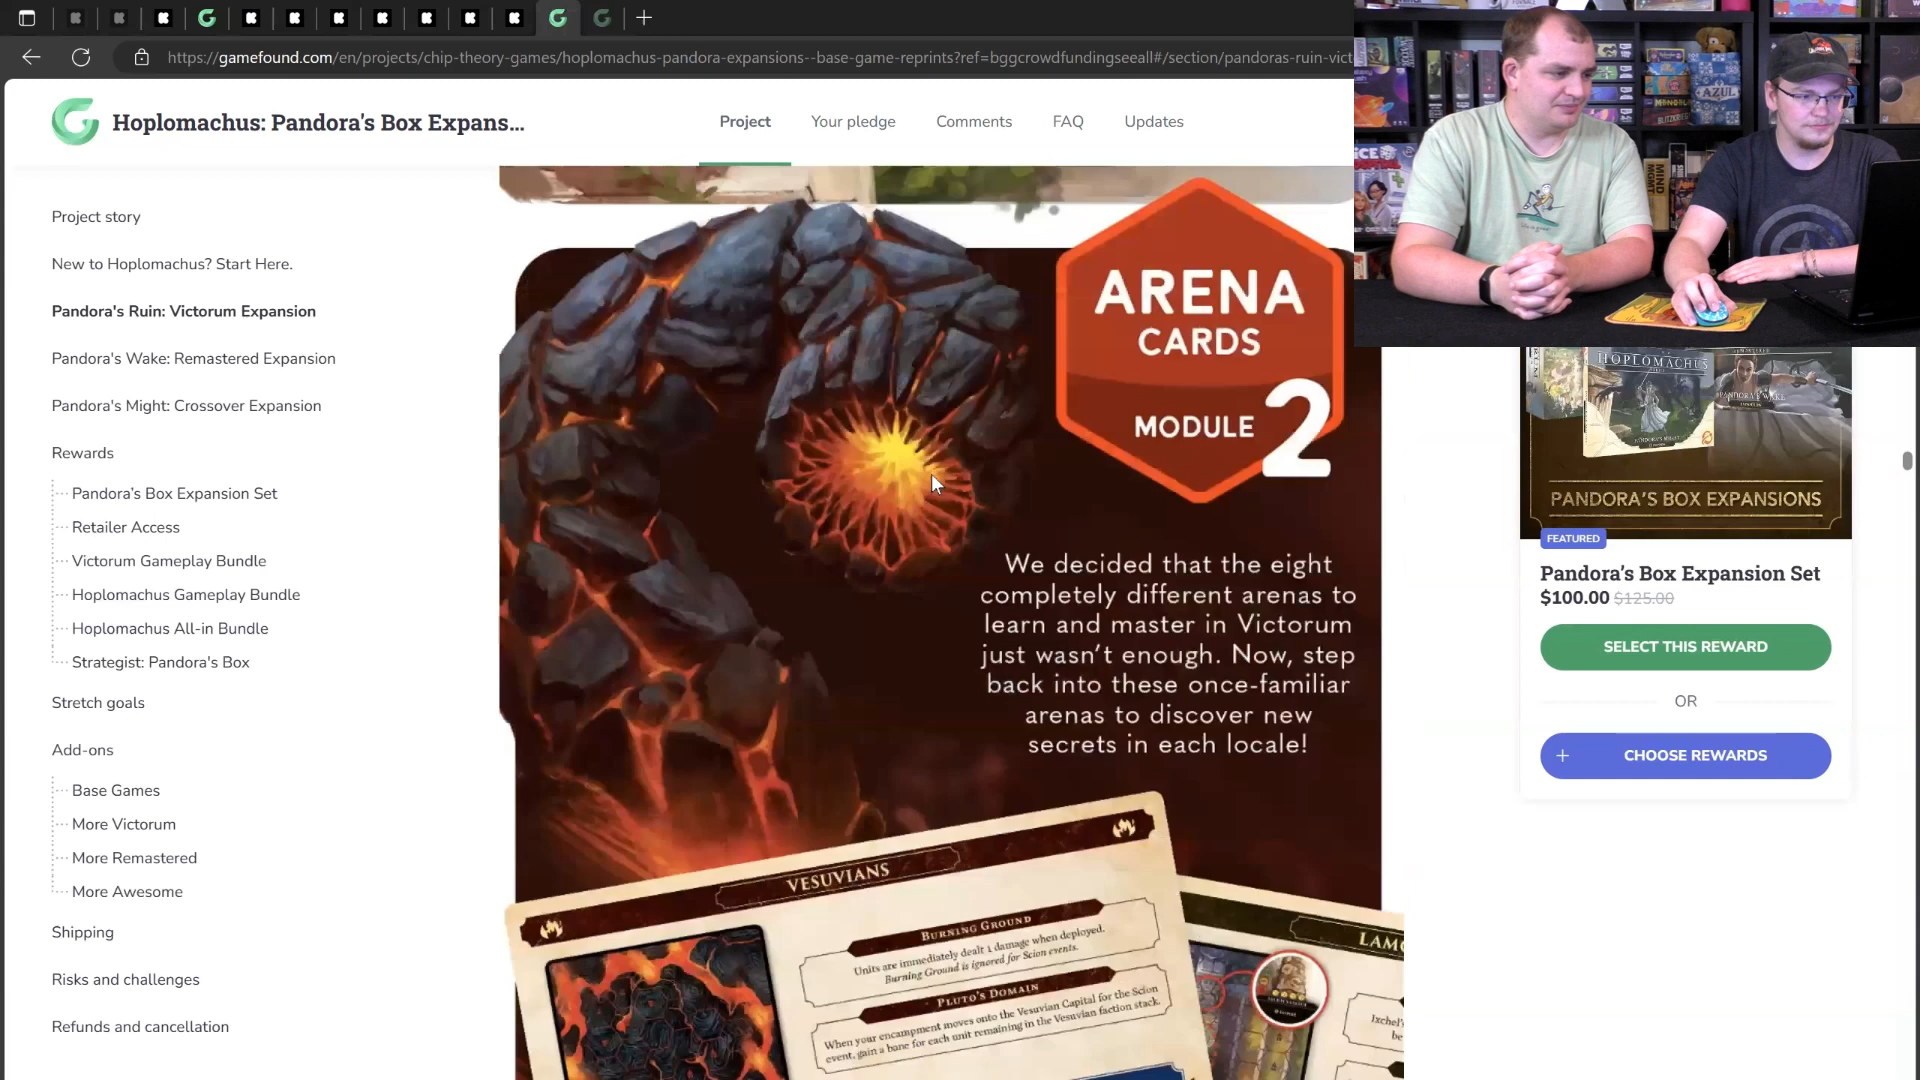 https://gamefound.com/en/projects/chip-theory-games/hoplomachus-pandora-expansions--base-game-reprints?ref=bggcrowdfundingseeall#/section/pandoras-ruin-vict
Hoplomachus: Pandora's Box Expans...
Project
Your pledge
Comments
FAQ
Updates
Project story
New to Hoplomachus? Start Here.
Pandora's Ruin: Victorum Expansion
Pandora's Wake: Remastered Expansion
Pandora's Might: Crossover Expansion
Rewards
Pandora's Box Expansion Set
Retailer Access
Victorum Gameplay Bundle
Hoplomachus Gameplay Bundle
Hoplomachus All-in Bundle
Strategist: Pandora's Box
Stretch goals
Add-ons
Base Games
More Victorum
More Remastered
More Awesome
Shipping
Risks and challenges
Refunds and cancellation
ARENA
CARDS
MODULE 2
We decided that the eight
completely different arenas to
learn and master in Victorum
just wasn't enough. Now, step
back into these once-familiar
arenas to discover new
secrets in each locale!
VESUVIANS
BURNING GROUND
Units are immediately dealt 1 damage when deployed.
Burning Ground is ignored for Scion events.
PLUTO'S DOMAIN
When your encampment moves onto the Vesuvian Capital for the Scion
event, gain a bane for each unit remaining in the Vesuvian faction stack.
Ixchel'
be
AZUL
MIND
MGMT
HOPLOMACHUS
PANDORA'S WAKE
PANDORA'S BOX EXPANSIONS
FEATURED
Pandora's Box Expansion Set
$100.00 $125.00
SELECT THIS REWARD
OR
+ CHOOSE REWARDS